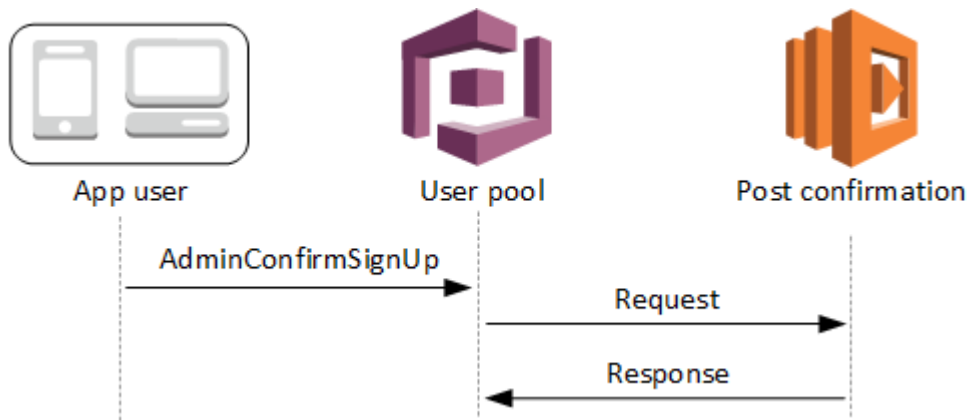 App user
User pool
Post confirmation
AdminConfirmSignUp
Request
Response